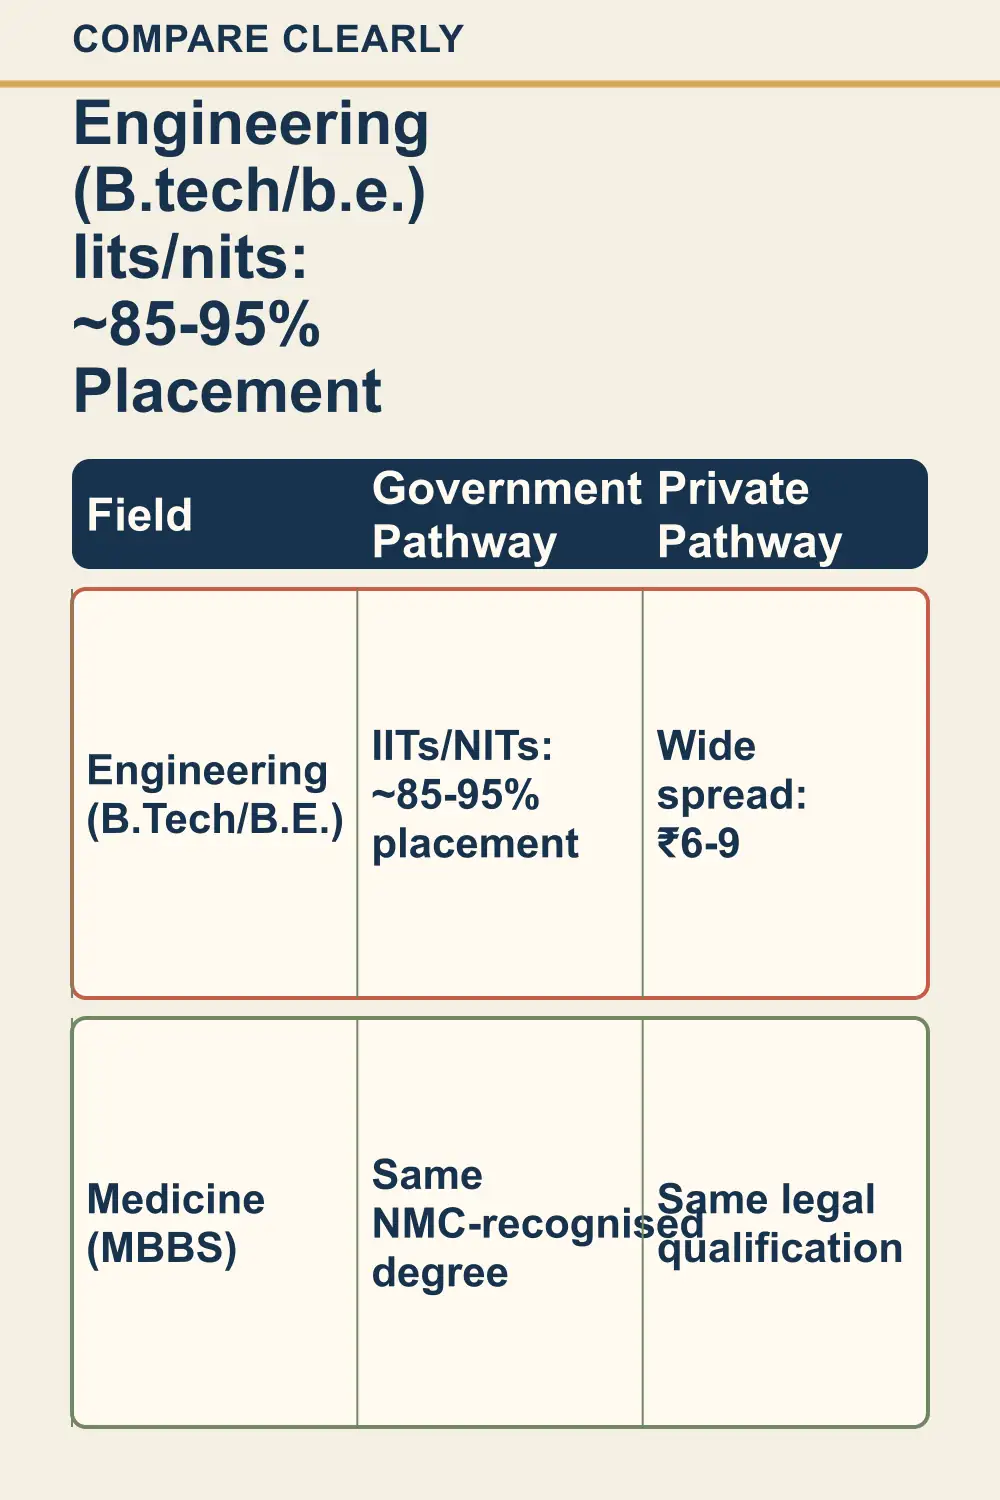 COMPARE CLEARLY
Engineering
(B.tech/b.e.)
Iits/nits:
~85-95%
Placement
Field
Government Pathway
Private Pathway
Engineering
(B.Tech/B.E.)
IITs/NITs:
~85-95%
placement
Wide
spread:
₹6-9
Medicine
(MBBS)
Same
NMC-recognised
degree
Same legal
qualification